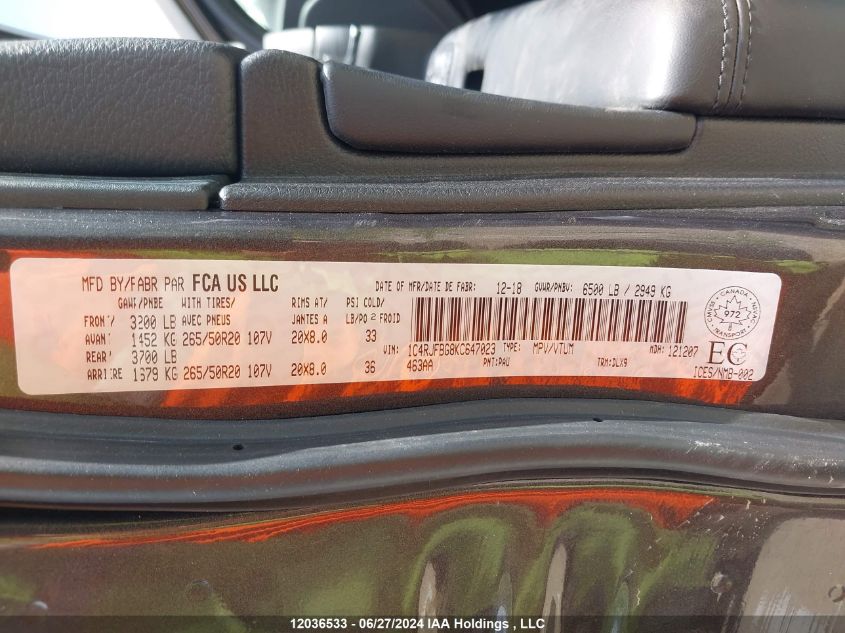 MFD BY/FABR PAR FCA US LLC DATE OF MFR/DATE DE FABR: 12-18 GVWR/PNBV: 6500 LB / 2949 KG
GAWR/PNBE WITH TIRES/ RIMS AT/ PSI COLD/
FRONT/ 3200 LB AVEC PNEUS JANTES A LB/PO 2 FROID
AVANT 1452 KG 265/50R20 107V 20X8.0 33
REAR/ 3700 LB
ARRIERE 1679 KG 265/50R20 107V 20X8.0 36
VIN: 1C4RJFBG8KC647023 TYPE: MPV/VTUM MDH: 121207
463AA PNT:PAU TRM:DLX9
CANADA
972
TRANSPORT
EC
ICES/NMB-002
12036533 - 06/27/2024 IAA Holdings , LLC